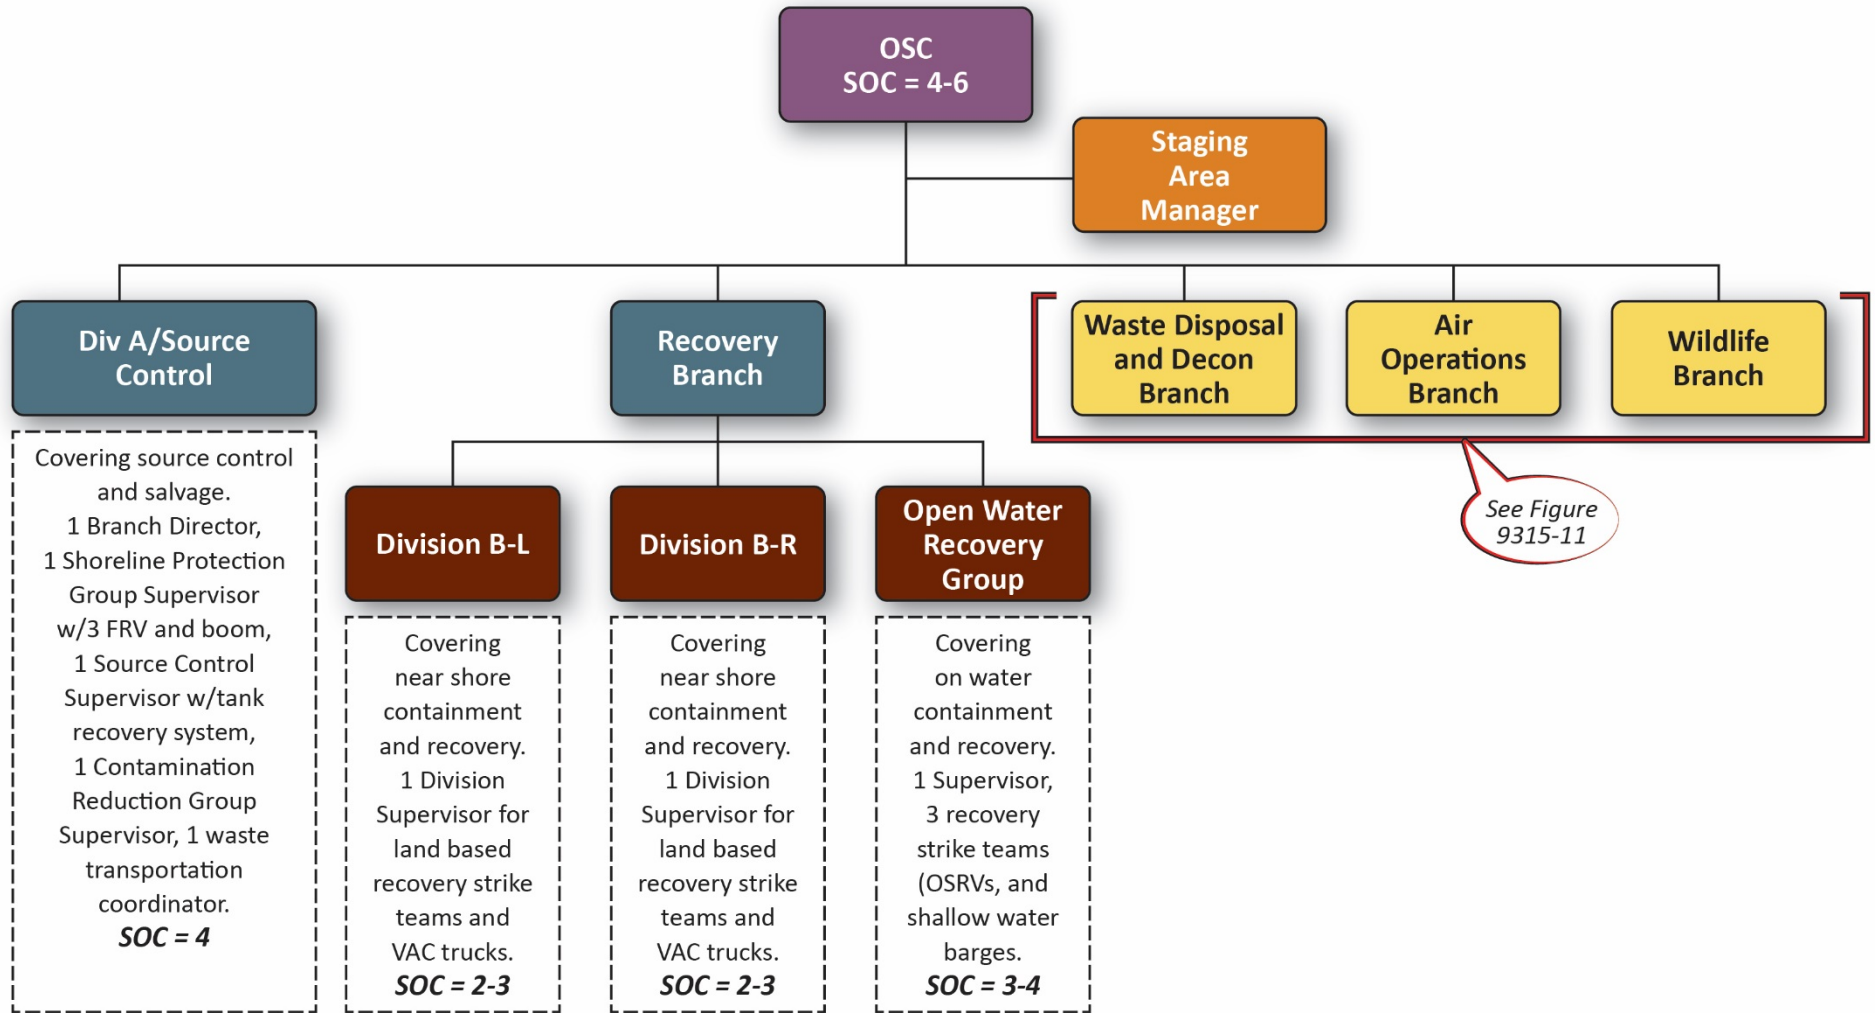 OSC
SOC = 4-6
Staging
Area
Manager
Div A/Source
Control
Recovery
Branch
Waste Disposal
and Decon
Branch
Air
Operations
Branch
Wildlife
Branch
Covering source control
and salvage.
1 Branch Director,
1 Shoreline Protection
Group Supervisor
w/3 FRV and boom,
1 Source Control
Supervisor w/tank
recovery system,
1 Contamination
Reduction Group
Supervisor, 1 waste
transportation
coordinator.
SOC = 4
Division B-L
Division B-R
Open Water
Recovery
Group
See Figure
9315-11
Covering
near shore
containment
and recovery.
1 Division
Supervisor for
land based
recovery strike
teams and
VAC trucks.
SOC = 2-3
Covering
near shore
containment
and recovery.
1 Division
Supervisor for
land based
recovery strike
teams and
VAC trucks.
SOC = 2-3
Covering
on water
containment
and recovery.
1 Supervisor,
3 recovery
strike teams
(OSRVs, and
shallow water
barges.
SOC = 3-4